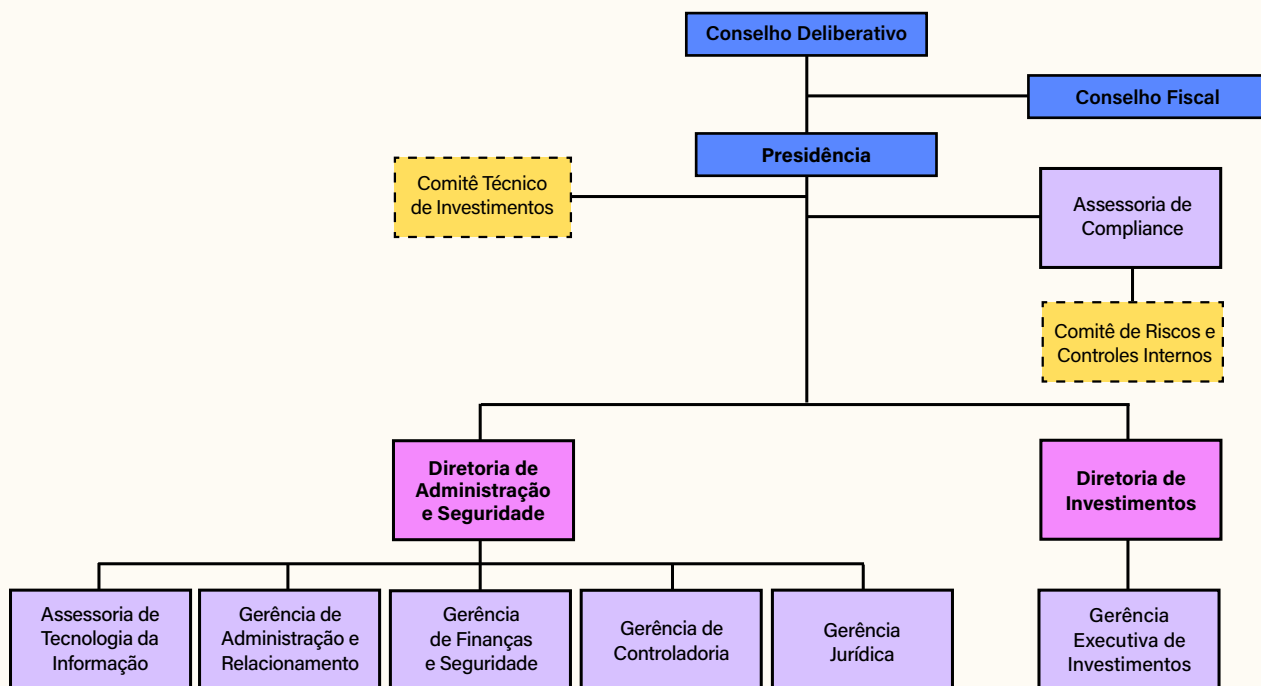 Conselho Deliberativo
Conselho Fiscal
Presidência
Comitê Técnico
de Investimentos
Assessoria de
Compliance
Comitê de Riscos e
Controles Internos
Diretoria de
Administração
e Seguridade
Diretoria de
Investimentos
Assessoria de
Tecnologia da
Informação
Gerência de
Administração e
Relacionamento
Gerência
de Finanças
e Seguridade
Gerência de
Controladoria
Gerência
Jurídica
Gerência
Executiva de
Investimentos